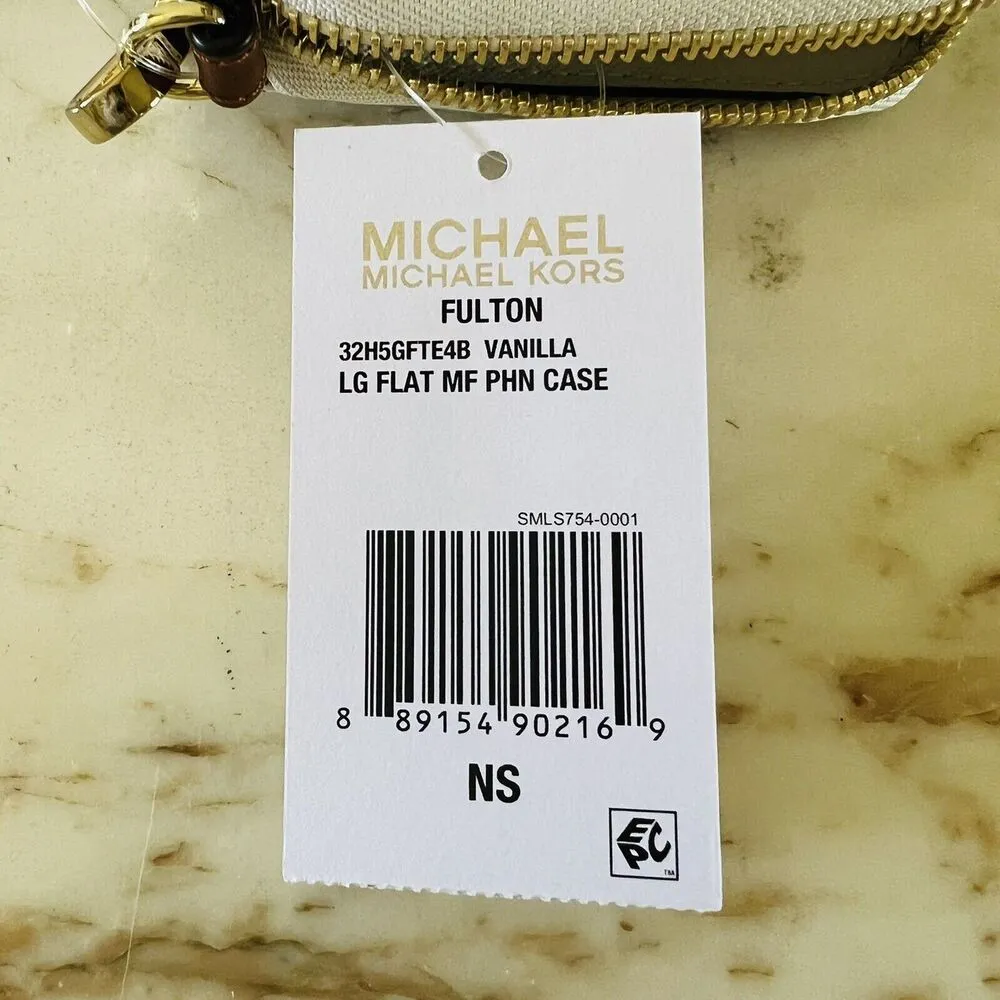 MICHAEL
MICHAEL KORS
FULTON
32H5GFTE4B VANILLA
LG FLAT MF PHN CASE
SMLS754-0001
8 89154 90216 9
NS
EPC